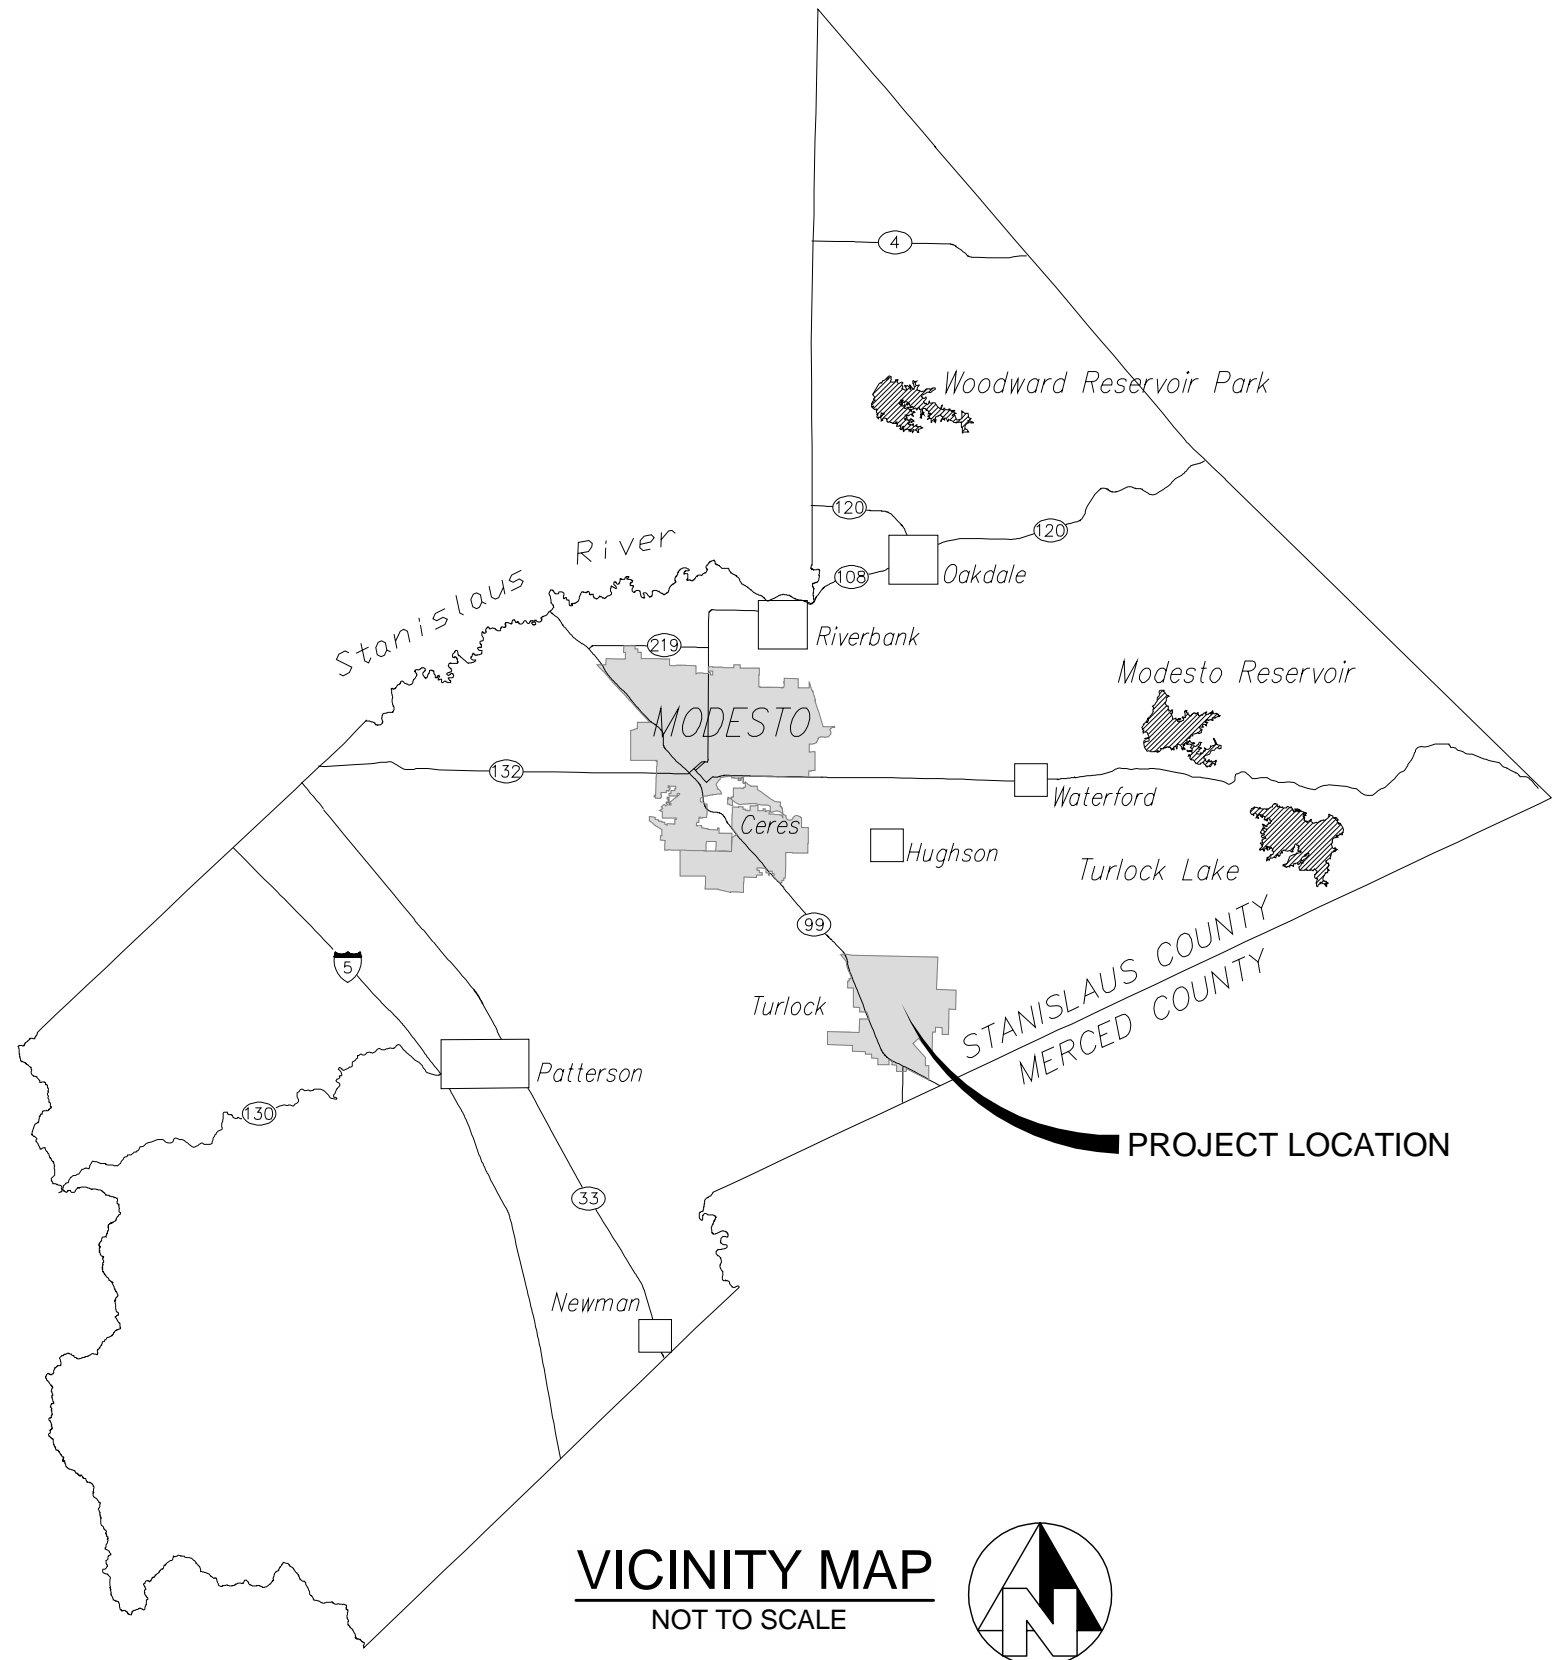 4
Woodward Reservoir Park
120
120
Stanislaus River
108
Oakdale
Riverbank
219
Modesto Reservoir
MODESTO
132
Waterford
Ceres
Hughson
Turlock Lake
99
5
STANISLAUS COUNTY
MERCED COUNTY
Turlock
Patterson
130
PROJECT LOCATION
33
Newman
VICINITY MAP
NOT TO SCALE
N